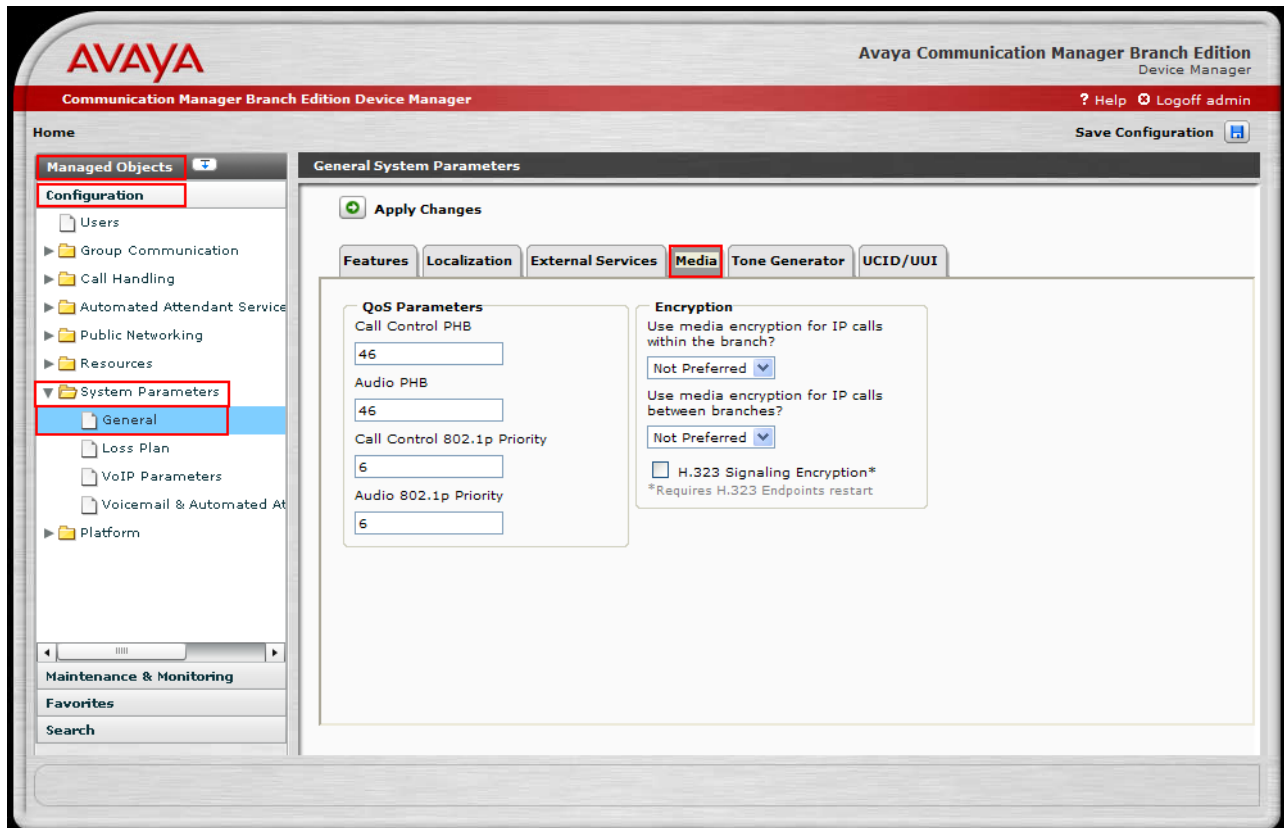 AVAYA
Avaya Communication Manager Branch Edition
Device Manager
Communication Manager Branch Edition Device Manager
? Help Logoff admin
Home
Save Configuration
Managed Objects
General System Parameters
Configuration
Users
Group Communication
Call Handling
Automated Attendant Service
Public Networking
Resources
System Parameters
General
Loss Plan
VoIP Parameters
Voicemail & Automated At
Platform
Maintenance & Monitoring
Favorites
Search
Apply Changes
Features Localization External Services Media Tone Generator UCID/UUI
QoS Parameters
Call Control PHB
46
Audio PHB
46
Call Control 802.1p Priority
6
Audio 802.1p Priority
6
Encryption
Use media encryption for IP calls
within the branch?
Not Preferred
Use media encryption for IP calls
between branches?
Not Preferred
H.323 Signaling Encryption*
*Requires H.323 Endpoints restart